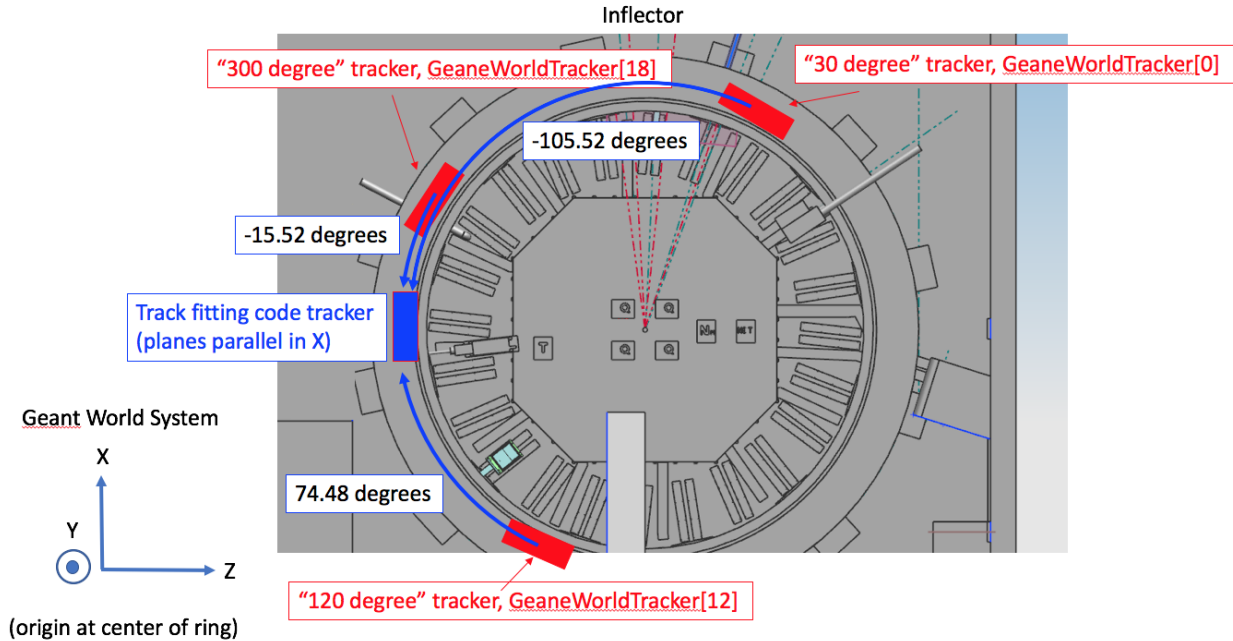 Inflector
“300 degree” tracker, GeaneWorldTracker[18]
“30 degree” tracker, GeaneWorldTracker[0]
-105.52 degrees
-15.52 degrees
Track fitting code tracker
(planes parallel in X)
Geant World System
X
Y
Z
(origin at center of ring)
74.48 degrees
“120 degree” tracker, GeaneWorldTracker[12]
Q
Q
Q
Q
T